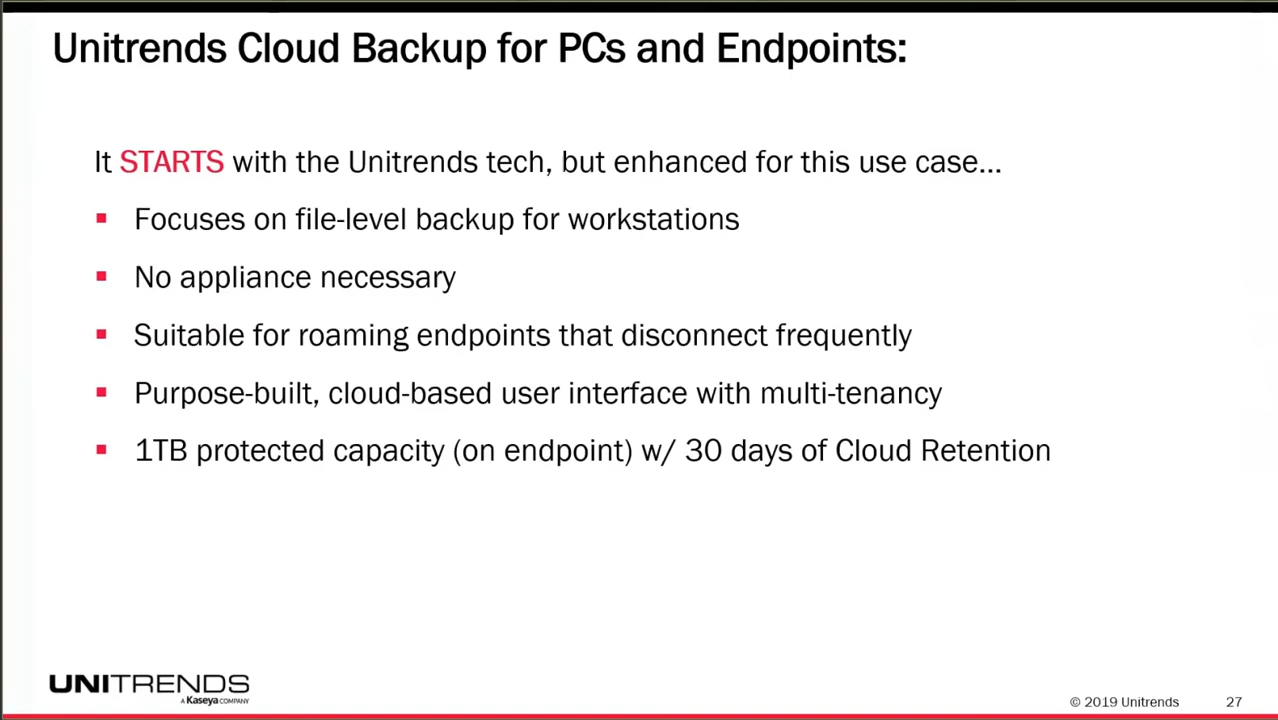 Unitrends Cloud Backup for PCs and Endpoints:
It STARTS with the Unitrends tech, but enhanced for this use case...
▪ Focuses on file-level backup for workstations
▪ No appliance necessary
▪ Suitable for roaming endpoints that disconnect frequently
▪ Purpose-built, cloud-based user interface with multi-tenancy
▪ 1TB protected capacity (on endpoint) w/ 30 days of Cloud Retention
UNITRENDS
A Kaseya COMPANY
© 2019 Unitrends 27